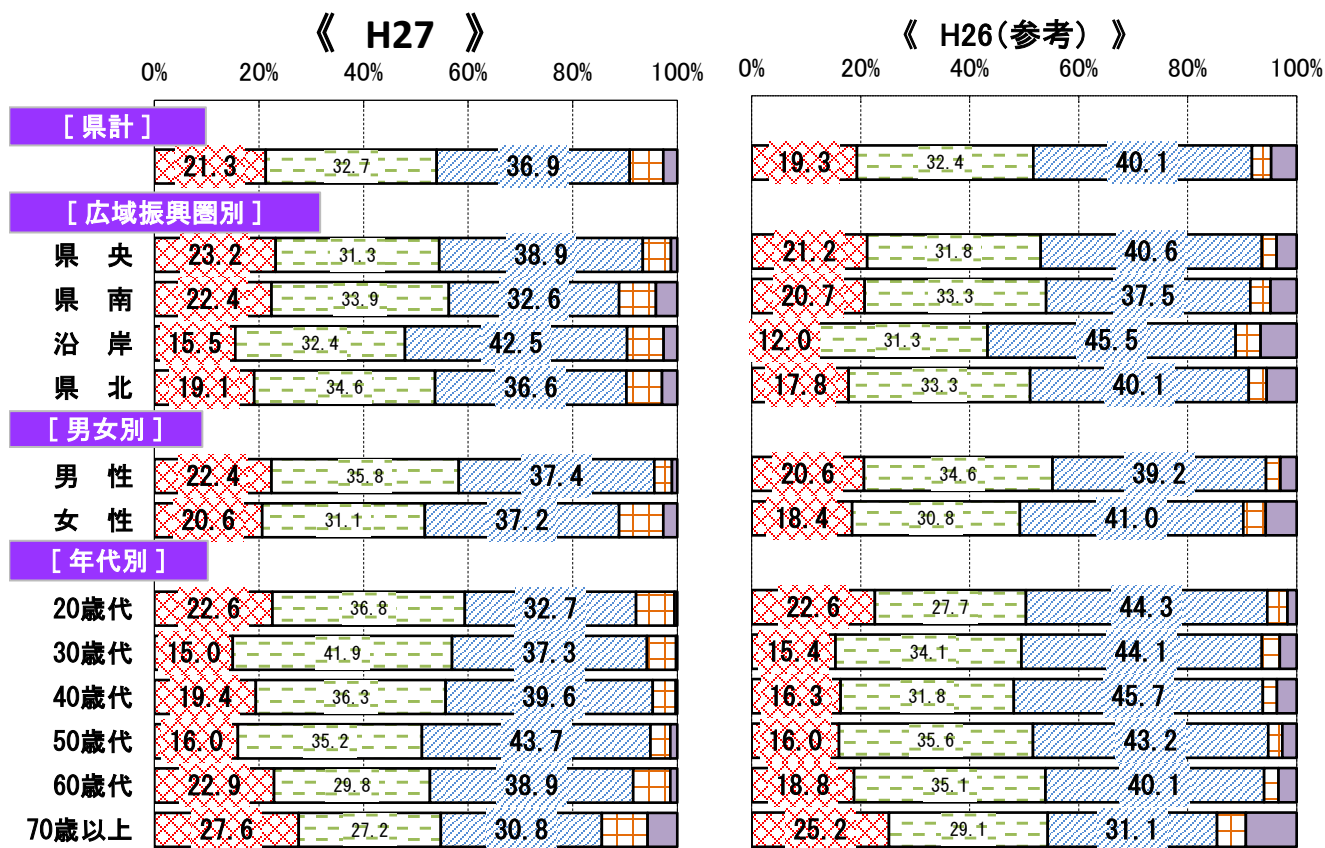 《 H27 》 《 H26(参考) 》
0% 20% 40% 60% 80% 100% 0% 20% 40% 60% 80% 100%
[ 県計 ]
21.3 32.7 36.9 19.3 32.4 40.1
[ 広域振興圏別 ]
県 央 23.2 31.3 38.9 21.2 31.8 40.6
県 南 22.4 33.9 32.6 20.7 33.3 37.5
沿 岸 15.5 32.4 42.5 12.0 31.3 45.5
県 北 19.1 34.6 36.6 17.8 33.3 40.1
[ 男女別 ]
男 性 22.4 35.8 37.4 20.6 34.6 39.2
女 性 20.6 31.1 37.2 18.4 30.8 41.0
[ 年代別 ]
20歳代 22.6 36.8 32.7 22.6 27.7 44.3
30歳代 15.0 41.9 37.3 15.4 34.1 44.1
40歳代 19.4 36.3 39.6 16.3 31.8 45.7
50歳代 16.0 35.2 43.7 16.0 35.6 43.2
60歳代 22.9 29.8 38.9 18.8 35.1 40.1
70歳以上 27.6 27.2 30.8 25.2 29.1 31.1